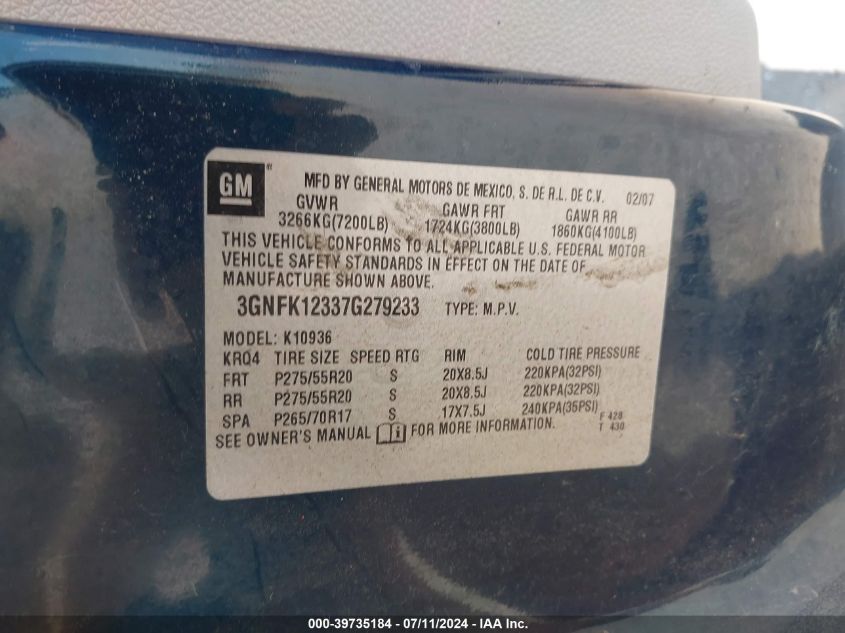 GM MFD BY GENERAL MOTORS DE MEXICO, S. DE R.L. DE C.V. 02/07
GVWR GAWR FRT GAWR RR
3266KG(7200LB) 1724KG(3800LB) 1860KG(4100LB)
THIS VEHICLE CONFORMS TO ALL APPLICABLE U.S. FEDERAL MOTOR
VEHICLE SAFETY STANDARDS IN EFFECT ON THE DATE OF
MANUFACTURE SHOWN ABOVE.
3GNFK12337G279233 TYPE: M.P.V.
MODEL: K10936
KRQ4 TIRE SIZE SPEED RTG RIM COLD TIRE PRESSURE
FRT P275/55R20 S 20X8.5J 220KPA(32PSI)
RR P275/55R20 S 20X8.5J 220KPA(32PSI)
SPA P265/70R17 S 17X7.5J 240KPA(35PSI) F 428
T 430
SEE OWNER'S MANUAL FOR MORE INFORMATION.
000-39735184 - 07/11/2024 - IAA Inc.